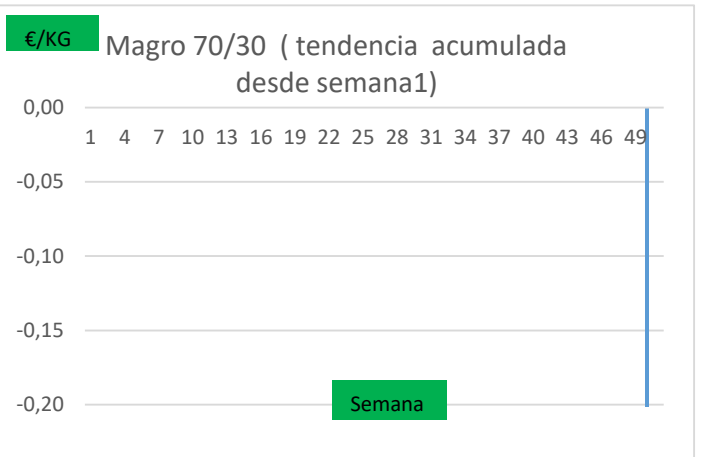 €/KG
Magro 70/30 ( tendencia acumulada
desde semana1)
0,00
1 4 7 10 13 16 19 22 25 28 31 34 37 40 43 46 49
-0,05
-0,10
-0,15
-0,20
Semana